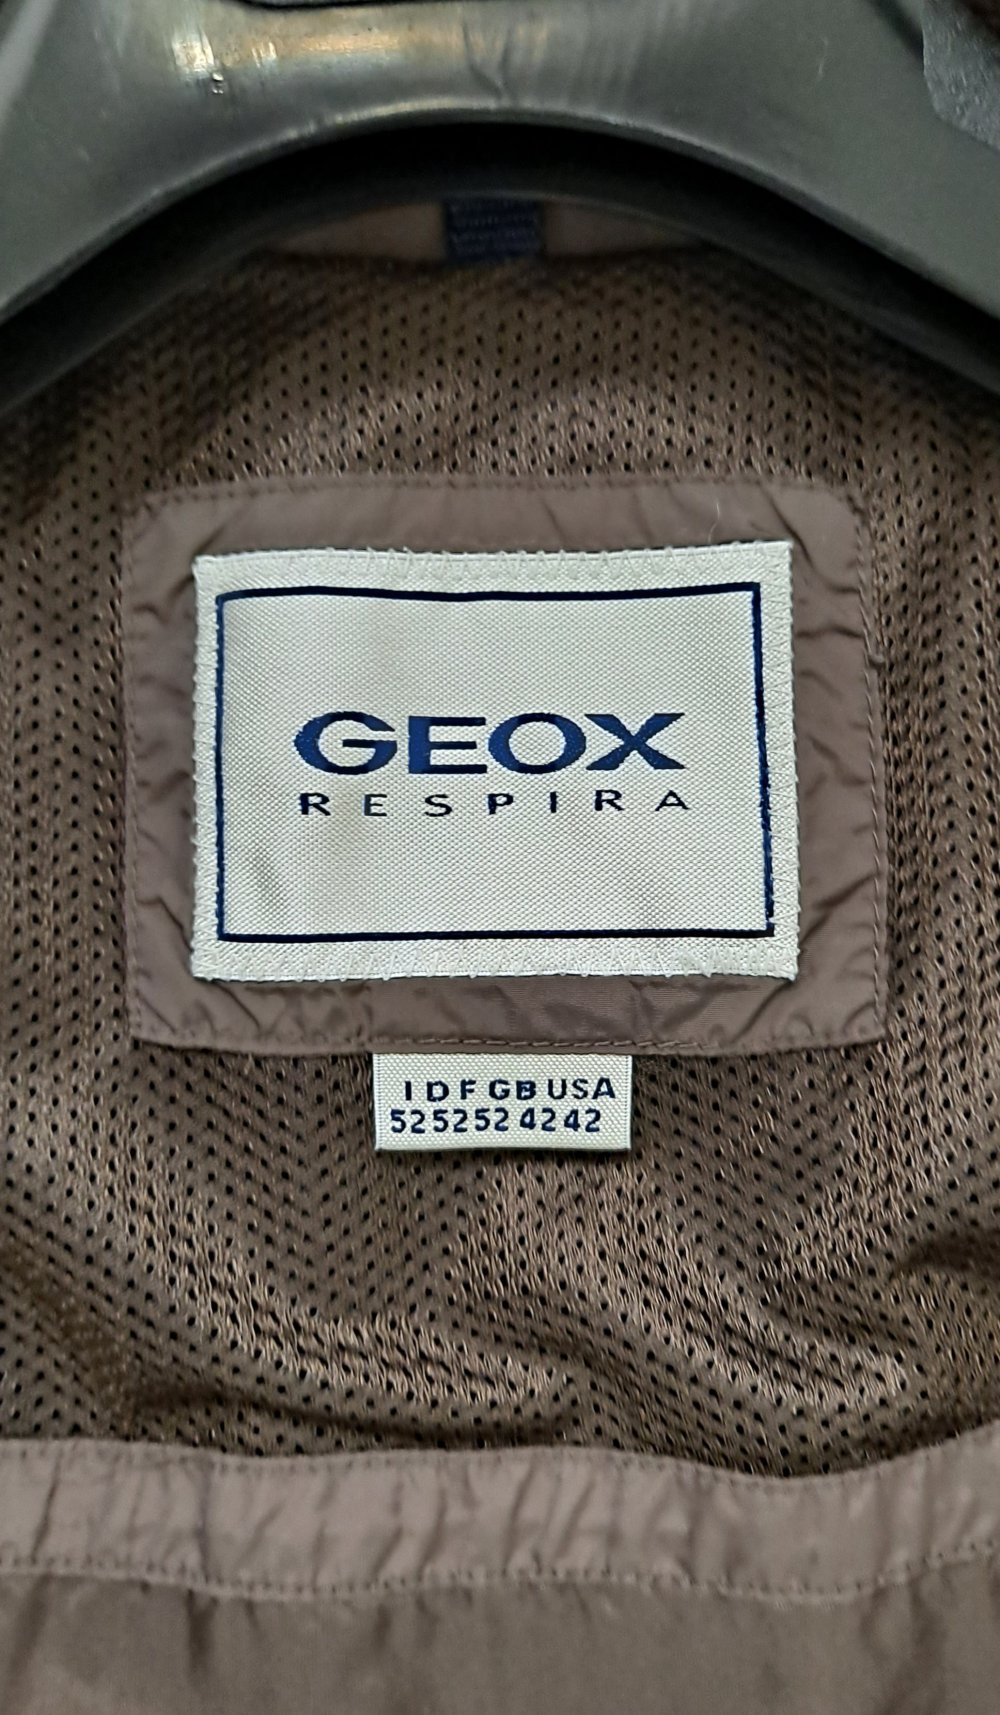 GEOX
RESPIRA
I D F GB USA
52 52 52 42 42